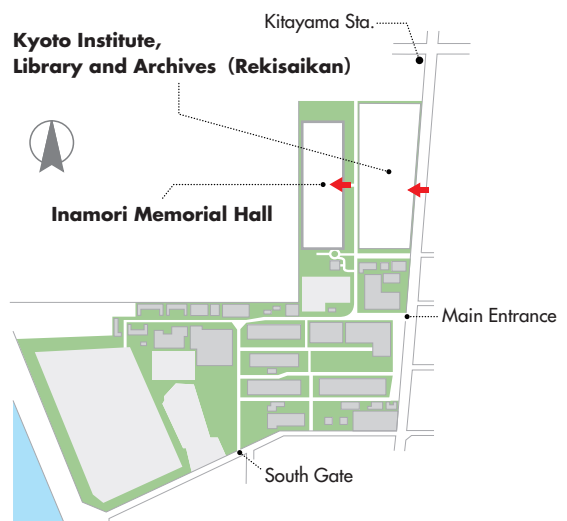 Kitayama Sta.
Kyoto Institute,
Library and Archives（Rekisaikan）
Inamori Memorial Hall
Main Entrance
South Gate